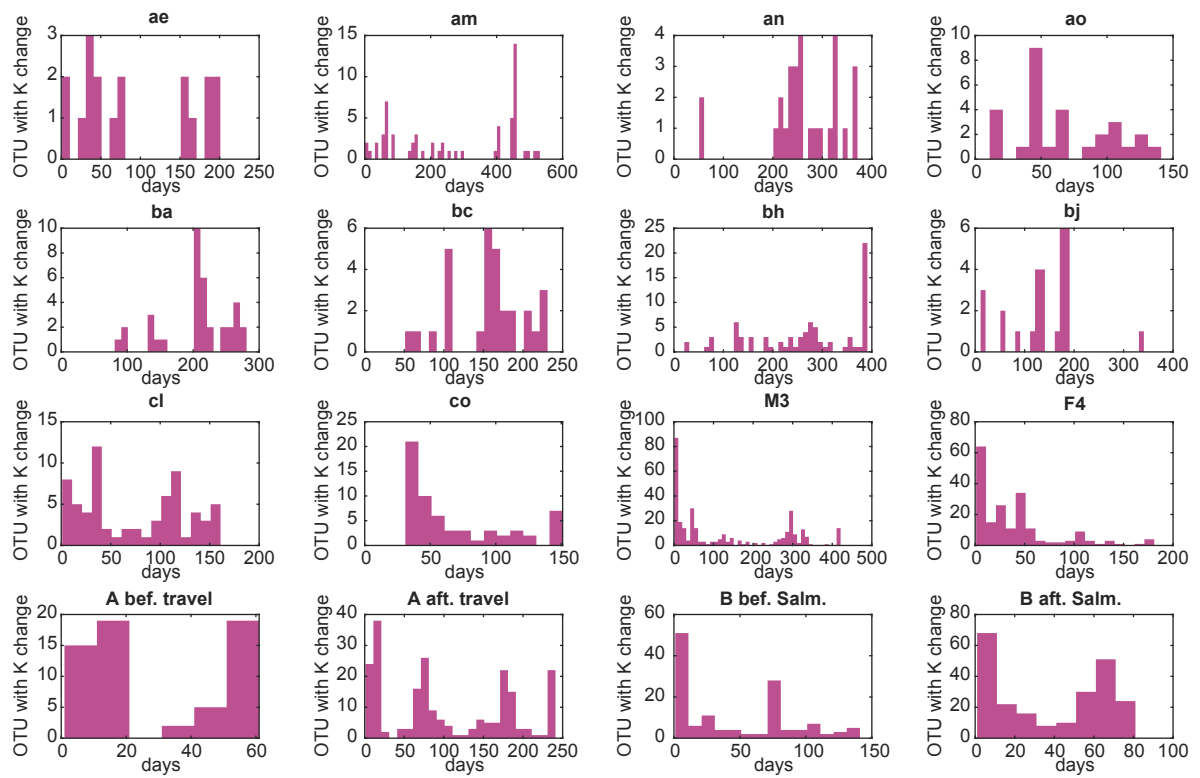 ae
OTU with K change
3
2
1
0
0 50 100 150 200 250
days
am
OTU with K change
15
10
5
0
0 200 400 600
days
an
OTU with K change
4
3
2
1
0
0 100 200 300 400
days
ao
OTU with K change
10
8
6
4
2
0
50 100 150
days
ba
OTU with K change
10
8
6
4
2
0
0 100 200 300
days
bc
OTU with K change
6
4
2
0
0 50 100 150 200 250
days
bh
OTU with K change
25
20
15
10
5
0
0 100 200 300 400
days
bj
OTU with K change
6
4
2
0
0 100 200 300 400
days
cl
OTU with K change
15
10
5
0
0 50 100 150 200
days
co
OTU with K change
25
20
15
10
5
0
50 100 150
days
M3
OTU with K change
100
80
60
40
20
0
0 100 200 300 400 500
days
F4
OTU with K change
80
60
40
20
0
0 50 100 150 200
days
A bef. travel
OTU with K change
20
15
10
5
0
0 20 40 60
days
A aft. travel
OTU with K change
40
30
20
10
0
0 50 100 150 200 250
days
B bef. Salm.
OTU with K change
60
40
20
0
0 50 100 150
days
B aft. Salm.
OTU with K change
80
60
40
20
0
0 20 40 60 80 100
days